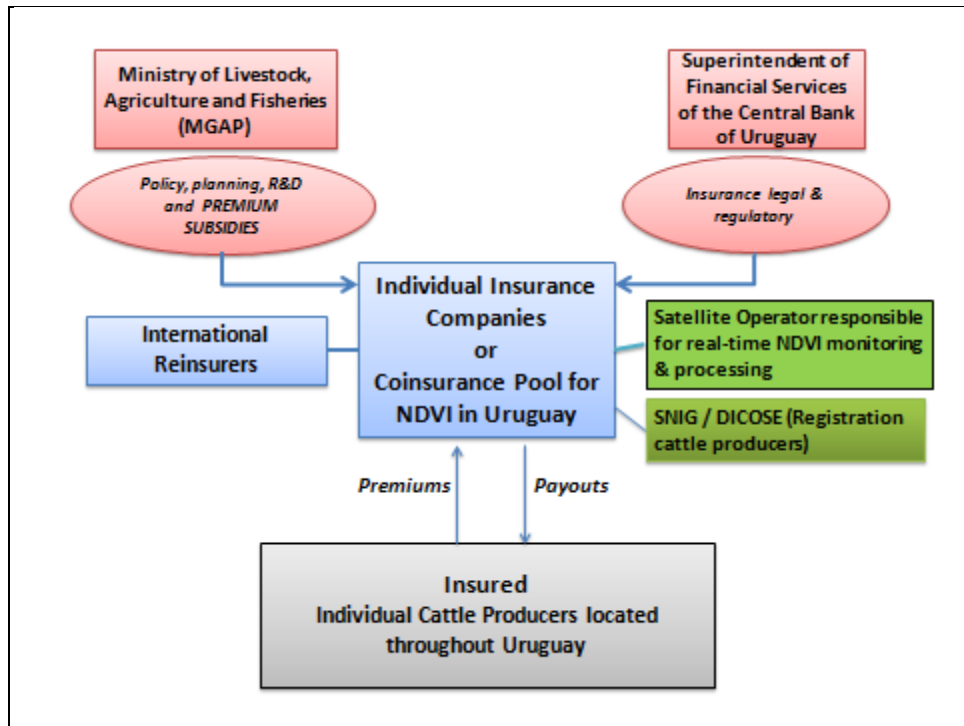 Ministry of Livestock,
Agriculture and Fisheries
(MGAP)
Superintendent of
Financial Services
of the Central Bank
of Uruguay
Policy, planning, R&D
and PREMIUM
SUBSIDIES
Insurance legal &
regulatory
Individual Insurance
Companies
or
Coinsurance Pool for
NDVI in Uruguay
International
Reinsurers
Satellite Operator responsible
for real-time NDVI monitoring
& processing
SNIG / DICOSE (Registration
cattle producers)
Premiums
Payouts
Insured
Individual Cattle Producers located
throughout Uruguay